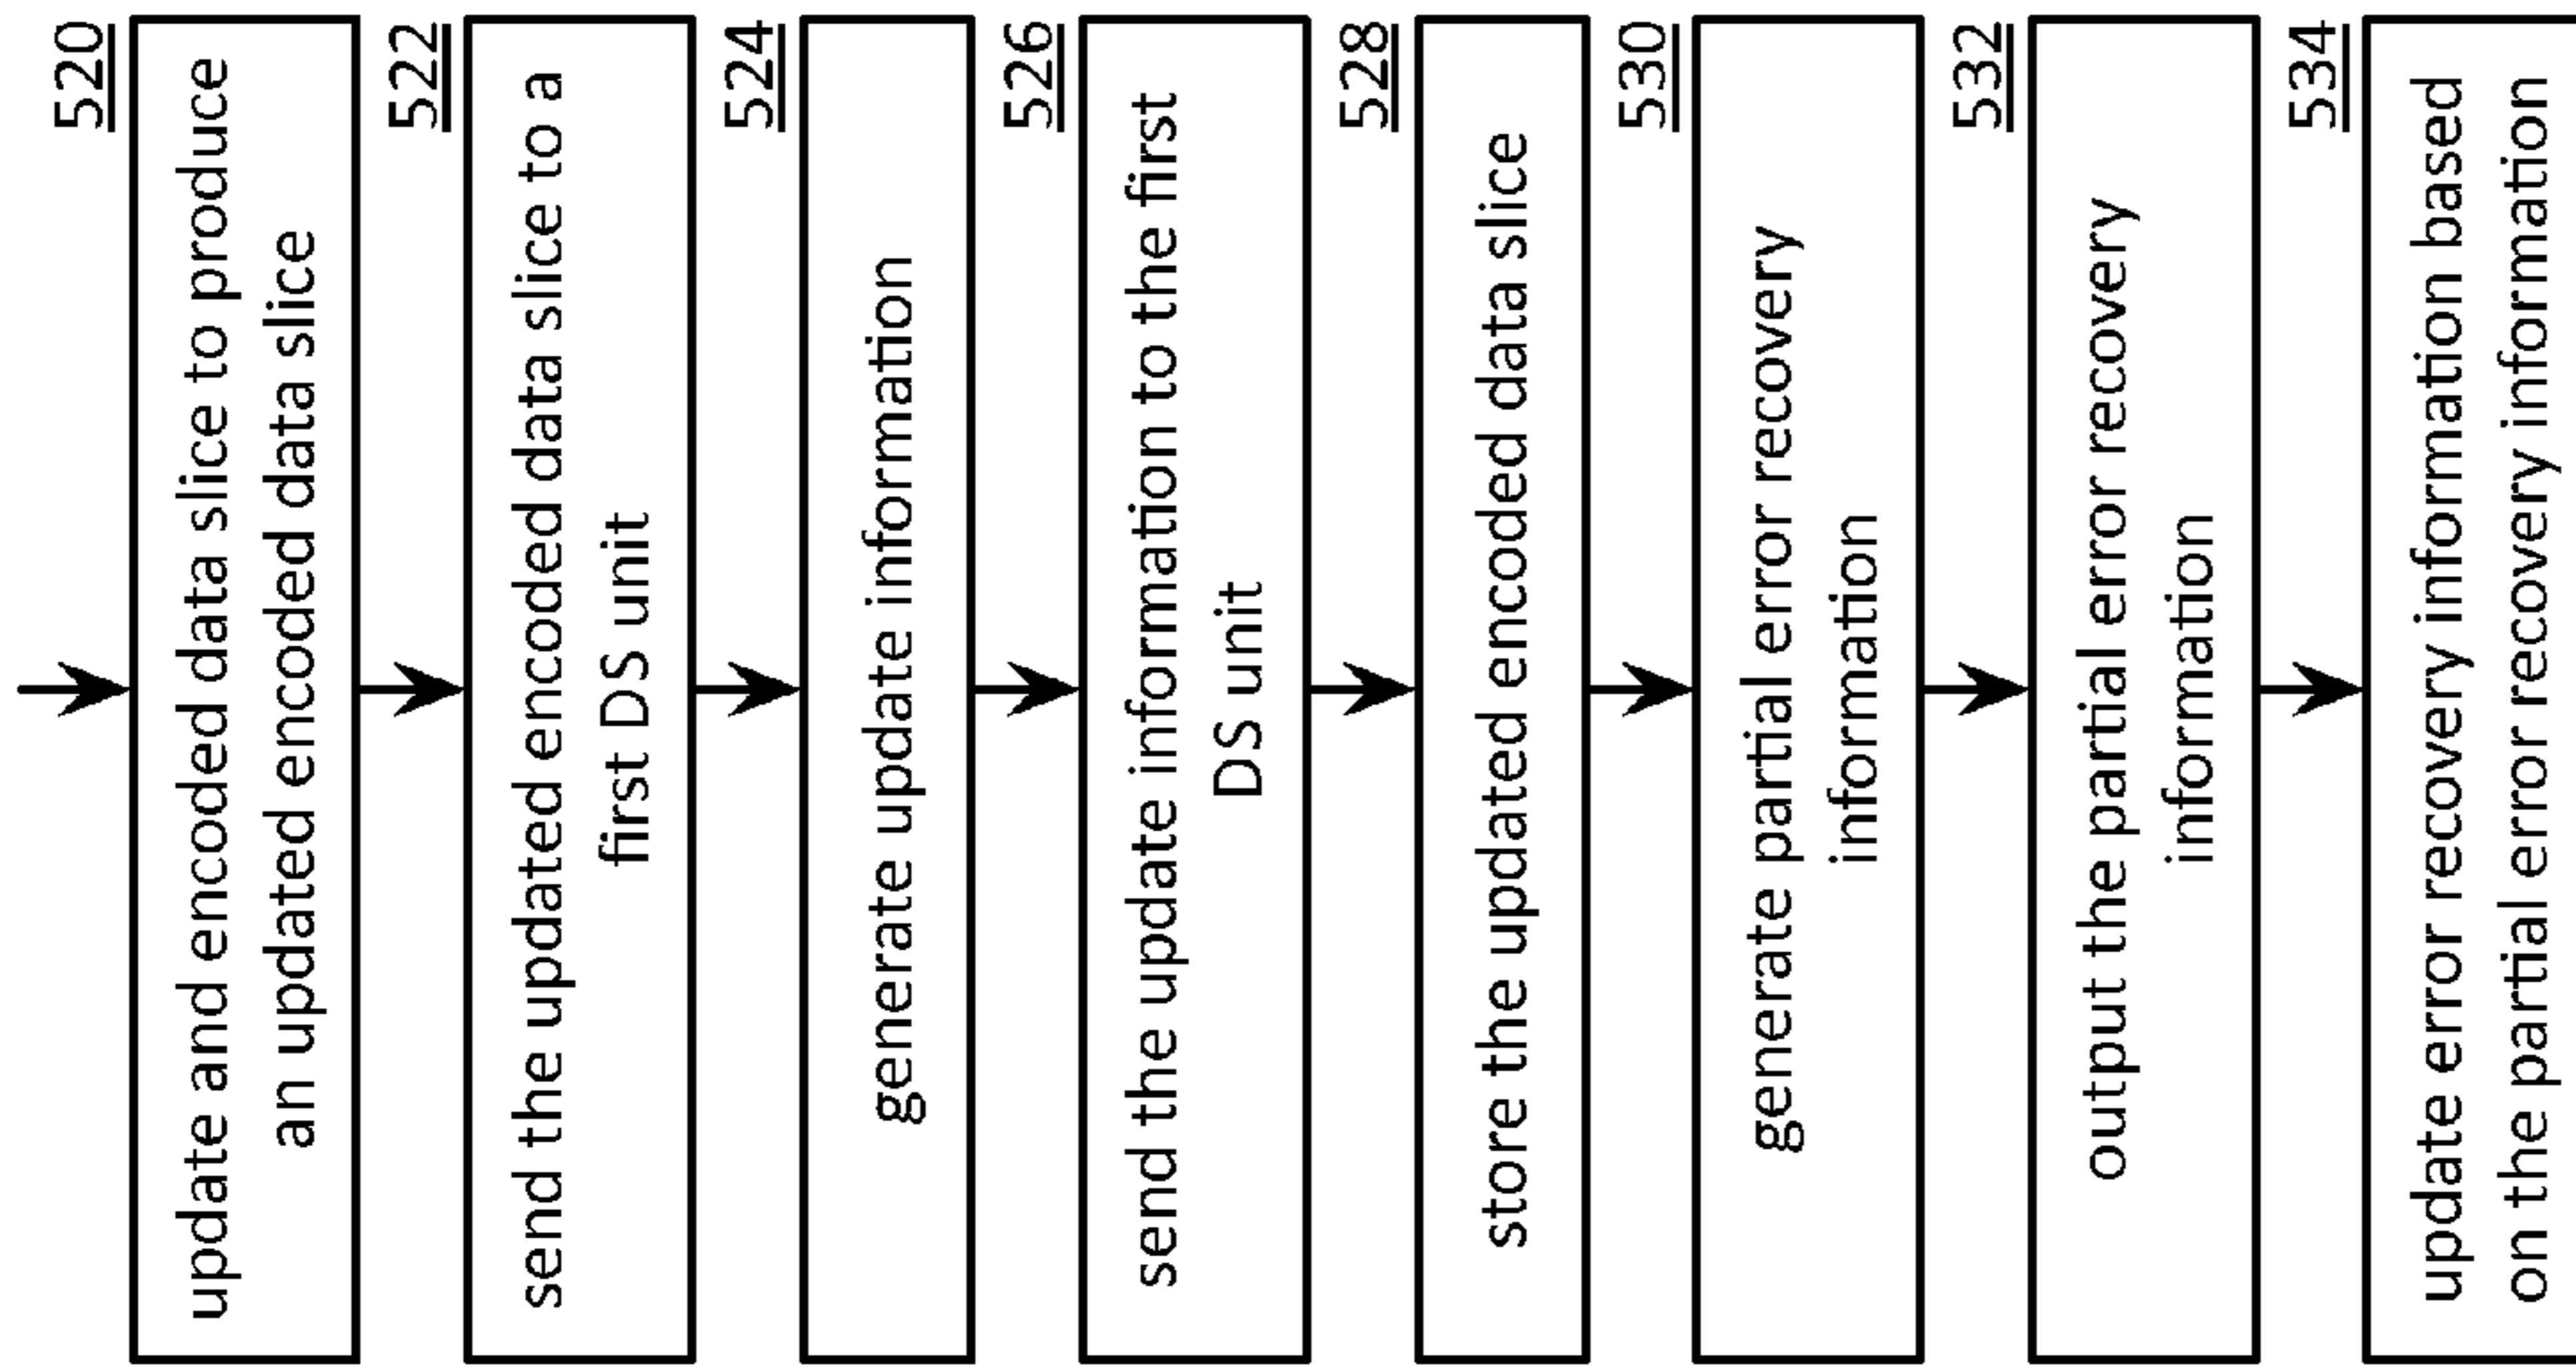 520
update and encoded data slice to produce
an updated encoded data slice
522
send the updated encoded data slice to a
first DS unit
524
generate update information
526
send the update information to the first
DS unit
528
store the updated encoded data slice
530
generate partial error recovery
information
532
output the partial error recovery
information
534
update error recovery information based
on the partial error recovery information